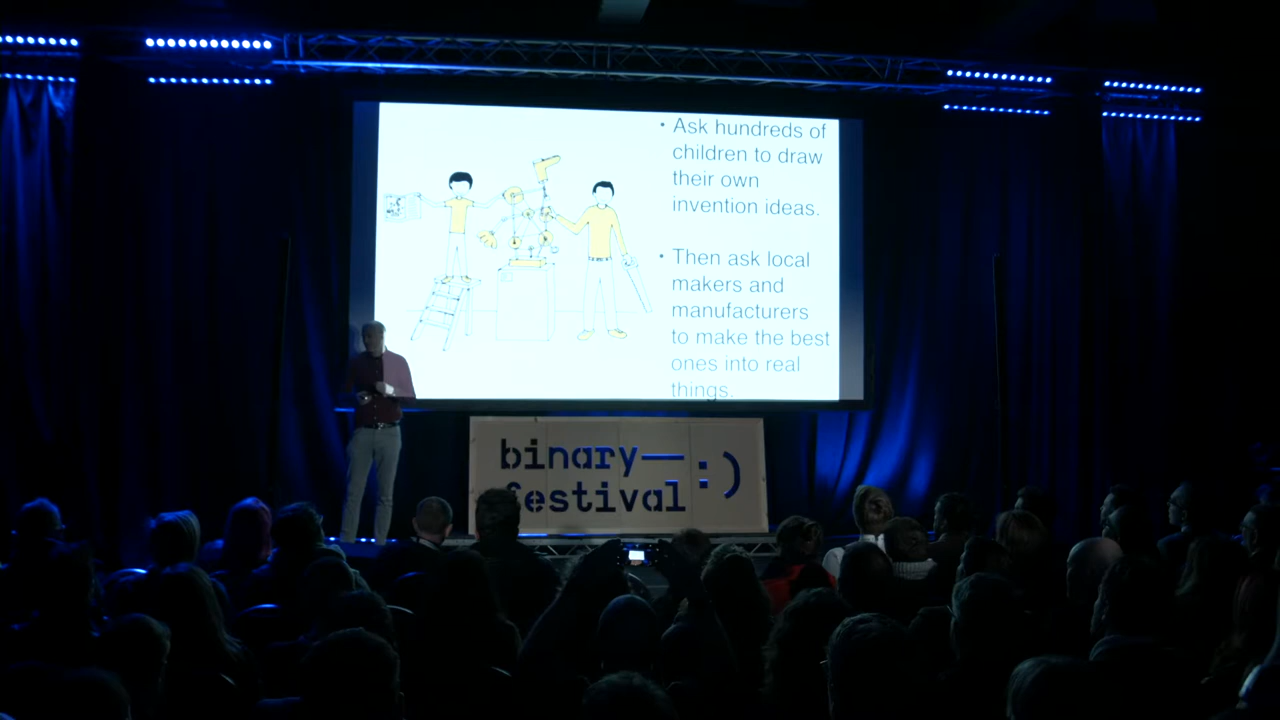 • Ask hundreds of
children to draw
their own
invention ideas.
• Then ask local
makers and
manufacturers
to make the best
ones into real
things.
binary— :)
festival